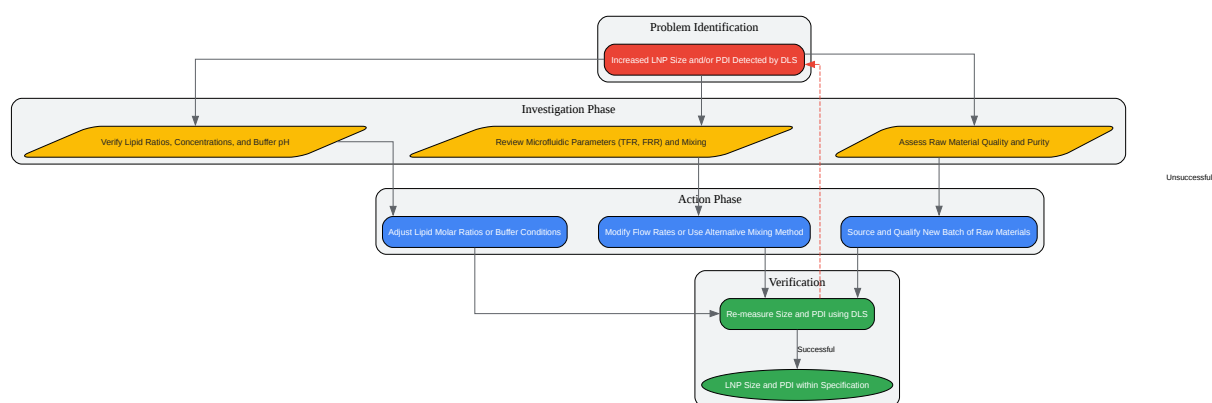 Problem Identification
Increased LNP Size and/or PDI Detected by DLS
Investigation Phase
Verify Lipid Ratios, Concentrations, and Buffer pH
Review Microfluidic Parameters (TFR, FRR) and Mixing
Assess Raw Material Quality and Purity
Unsuccessful
Action Phase
Adjust Lipid Molar Ratios or Buffer Conditions
Modify Flow Rates or Use Alternative Mixing Method
Source and Qualify New Batch of Raw Materials
Verification
Re-measure Size and PDI using DLS
Successful
LNP Size and PDI within Specification